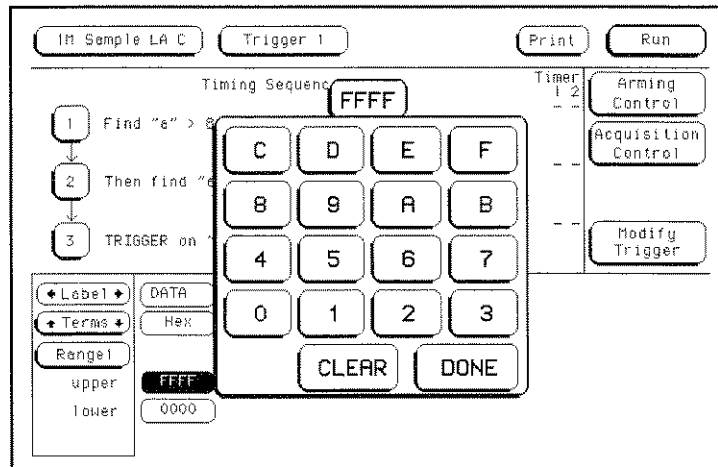 1M Sample LA C Trigger 1 Print Run
Timing Sequenc
FFFF
Timer
1 2
Arming
Control
1 Find "a" > 8
Acquisition
Control
2 Then find "
3 TRIGGER on "
Modify
Trigger
C D E F
8 9 A B
4 5 6 7
0 1 2 3
CLEAR DONE
Label DATA
Terms Hex
Range1
upper FFFF
lower 0000